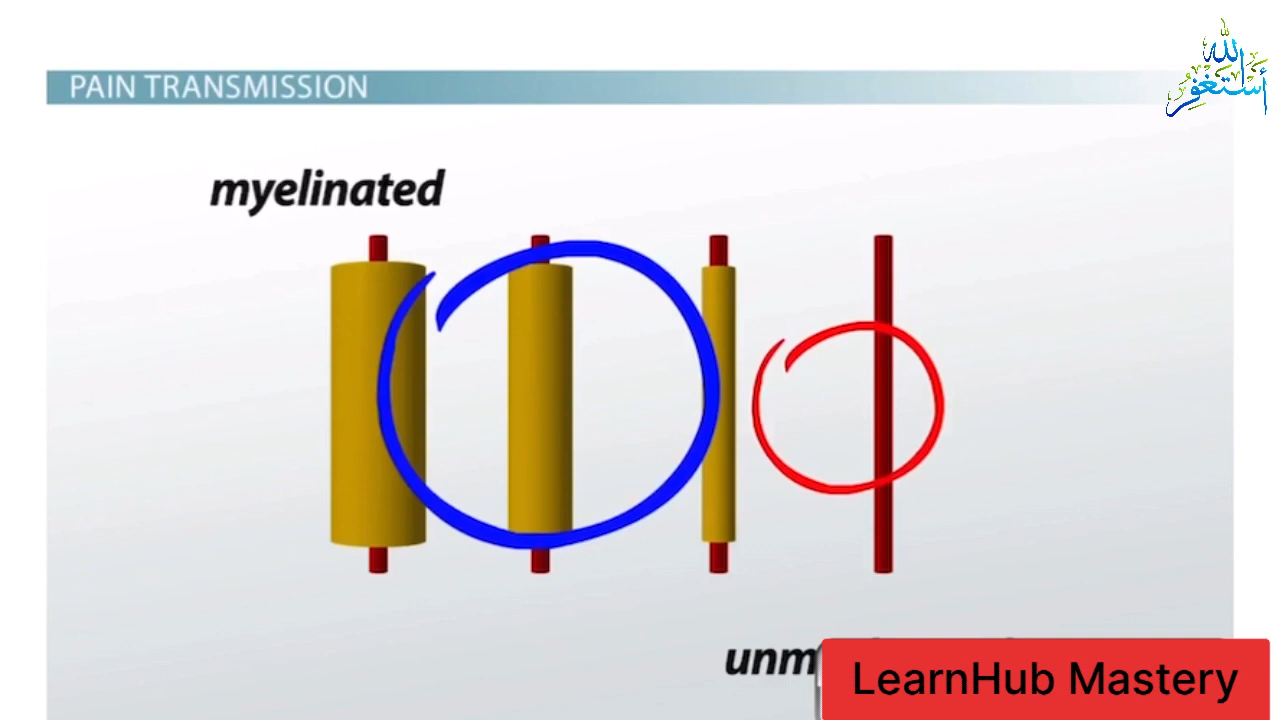 PAIN TRANSMISSION
أستغفر الله
myelinated
LearnHub Mastery